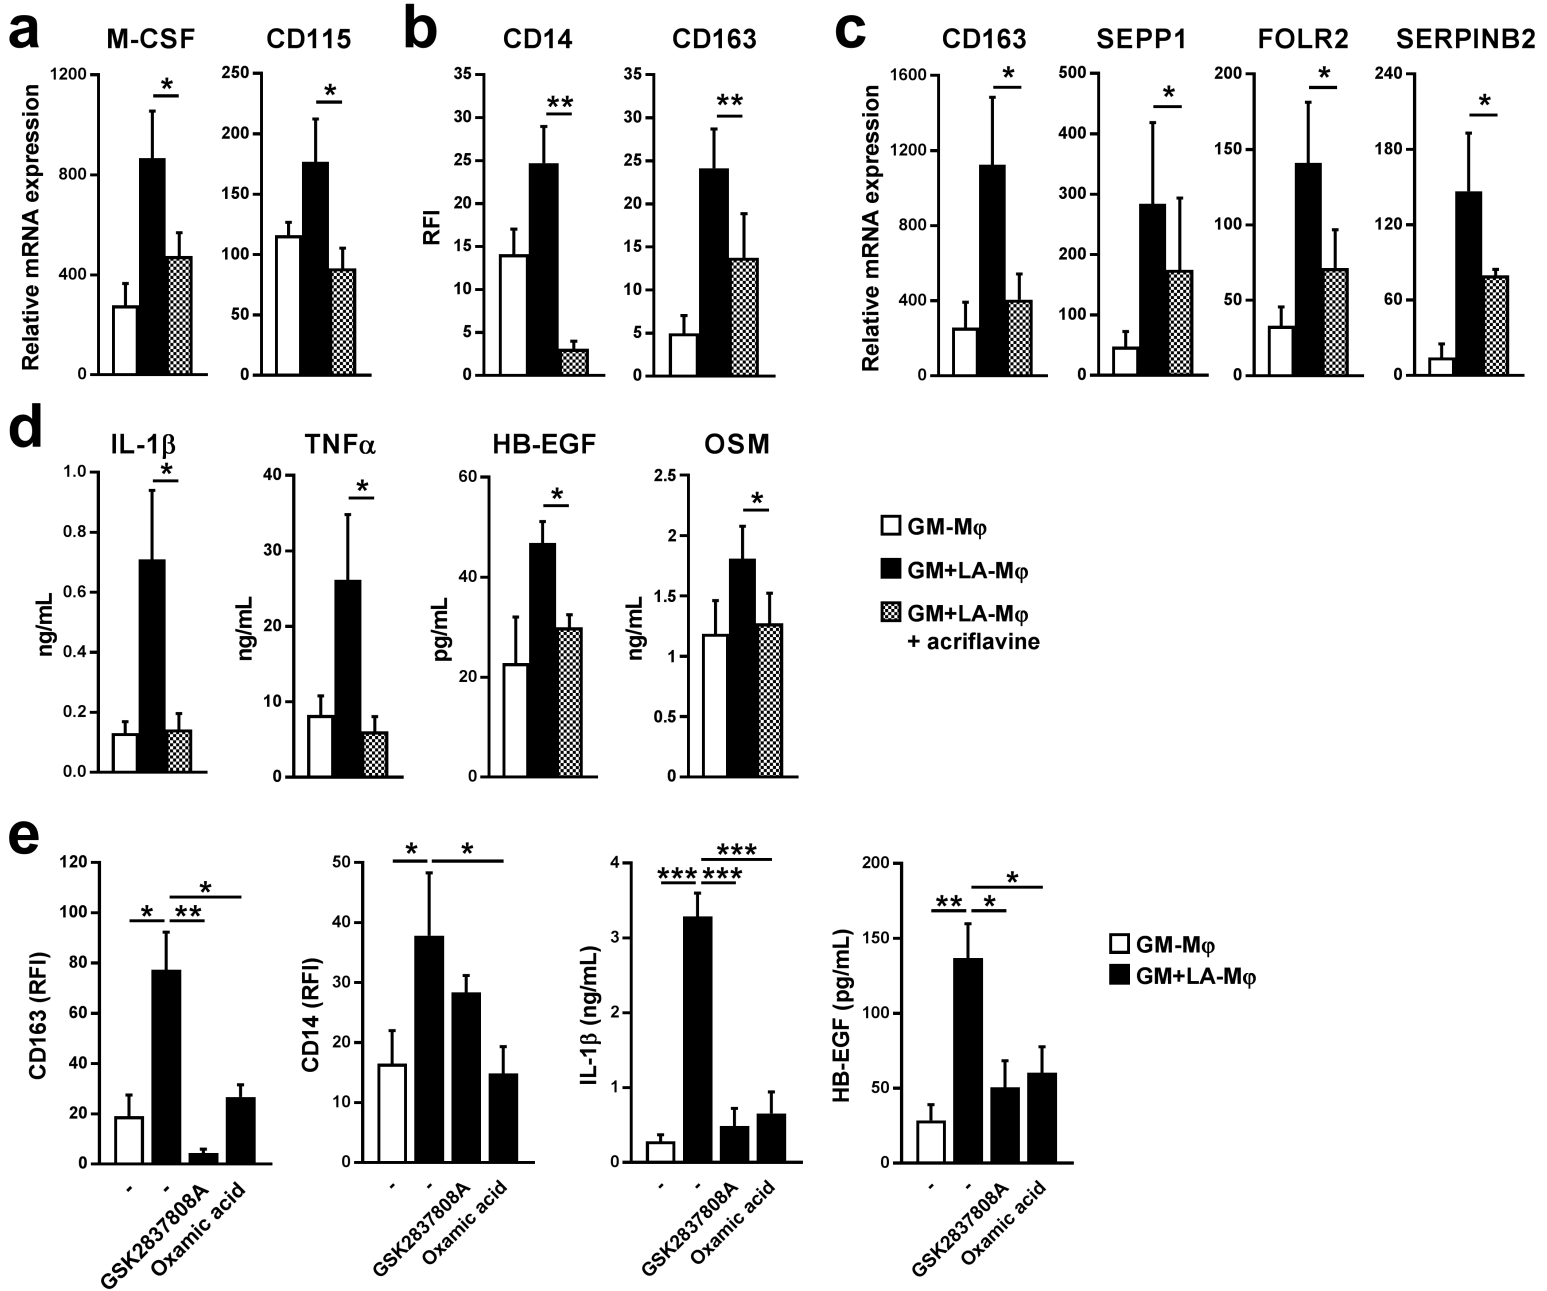 a
M-CSF
CD115
Relative mRNA expression
1200
800
400
0
*
250
200
150
100
50
0
*
b
CD14
CD163
RFI
35
30
25
20
15
10
5
0
**
35
30
25
20
15
10
5
0
**
c
CD163
SEPP1
FOLR2
SERPINB2
Relative mRNA expression
1600
1200
800
400
0
*
500
400
300
200
100
0
*
200
150
100
50
0
*
240
180
120
60
0
*
d
IL-1β
TNFα
HB-EGF
OSM
ng/mL
1.0
0.8
0.6
0.4
0.2
0.0
*
ng/mL
40
30
20
10
0
*
pg/mL
60
40
20
0
*
ng/mL
2.5
2
1.5
1
0.5
0
*
GM-Mφ
GM+LA-Mφ
GM+LA-Mφ
+ acriflavine
e
CD163 (RFI)
120
100
80
60
40
20
0
*
* **
-
-
GSK2837808A
Oxamic acid
CD14 (RFI)
50
40
30
20
10
0
* *
-
-
GSK2837808A
Oxamic acid
IL-1β (ng/mL)
4
3
2
1
0
***
*** ***
-
-
GSK2837808A
Oxamic acid
HB-EGF (pg/mL)
200
150
100
50
0
*
** *
-
-
GSK2837808A
Oxamic acid
GM-Mφ
GM+LA-Mφ